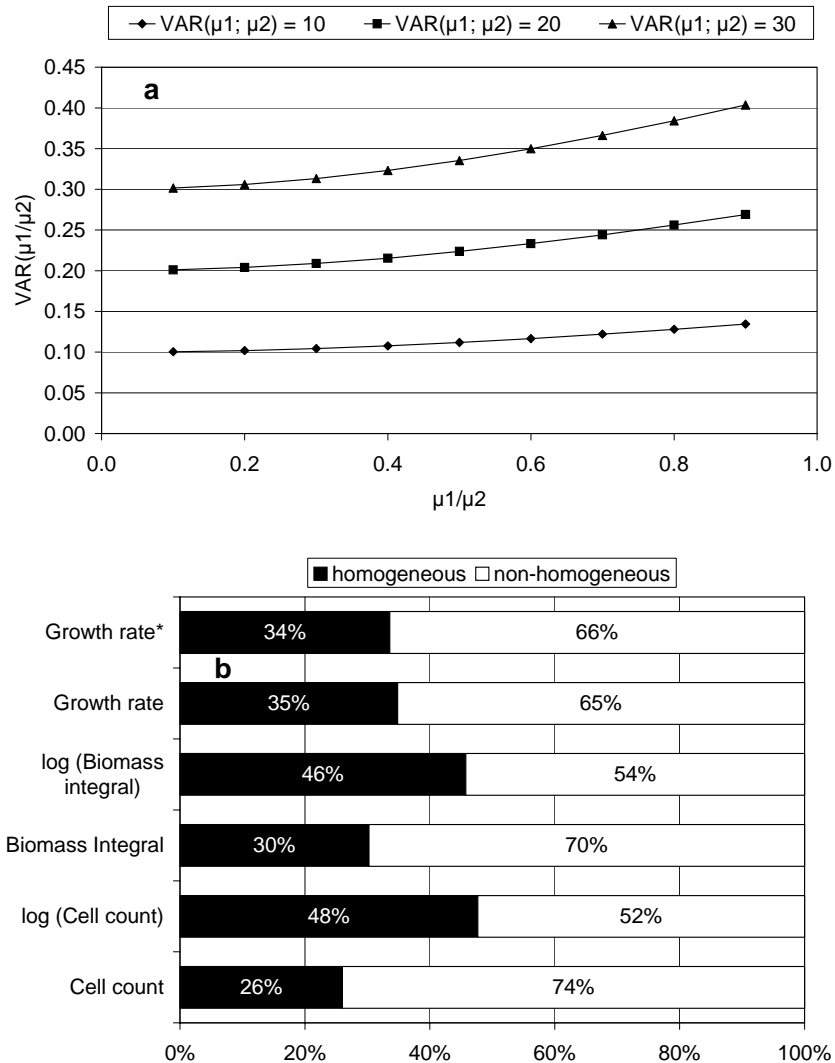 VAR(µ1; µ2) = 10 VAR(µ1; µ2) = 20 VAR(µ1; µ2) = 30
a
0.45
0.40
0.35
0.30
0.25
0.20
0.15
0.10
0.05
0.00
VAR(µ1/µ2)
0.0 0.2 0.4 0.6 0.8 1.0
µ1/µ2
homogeneous non-homogeneous
b
Growth rate* 34% 66%
Growth rate 35% 65%
log (Biomass
integral) 46% 54%
Biomass Integral 30% 70%
log (Cell count) 48% 52%
Cell count 26% 74%
0% 20% 40% 60% 80% 100%